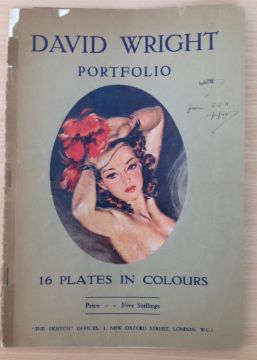 DAVID WRIGHT
PORTFOLIO
from
16 PLATES IN COLOURS
Price - - Five Shillings
"THE SKETCH" OFFICES, 1, NEW OXFORD STREET, LONDON, W.C.1